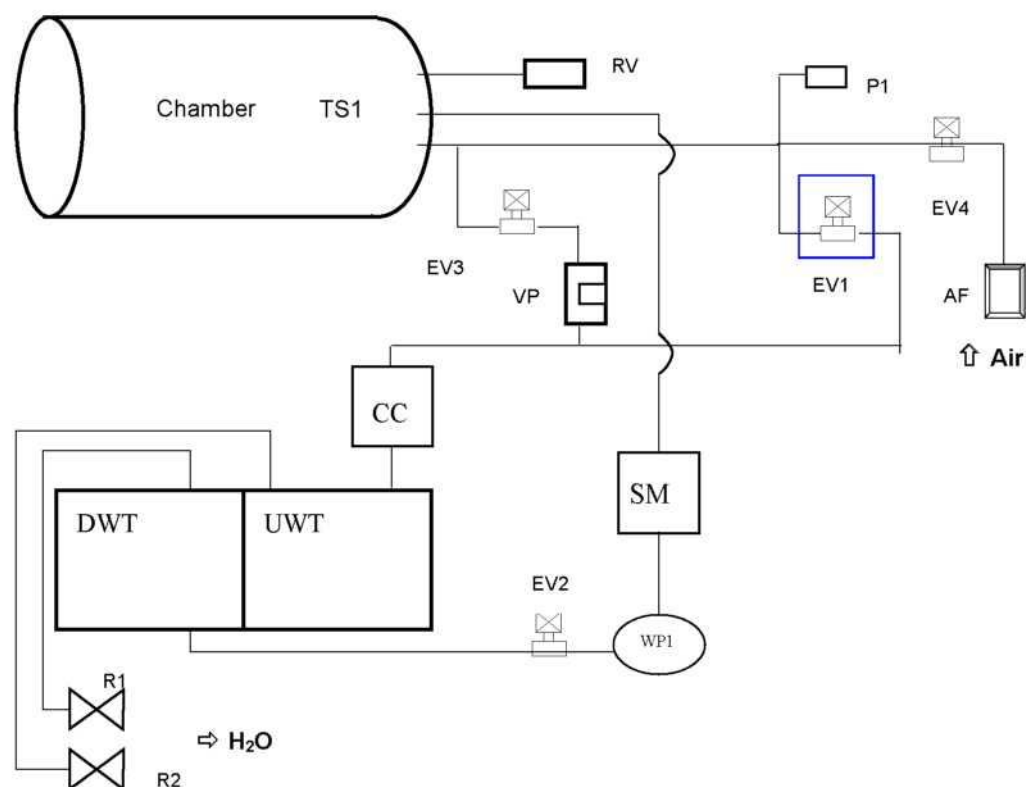 RV
P1
Chamber
TS1
EV4
EV3
EV1
VP
AF
Air
CC
SM
DWT
UWT
EV2
WP1
R1
H₂O
R2